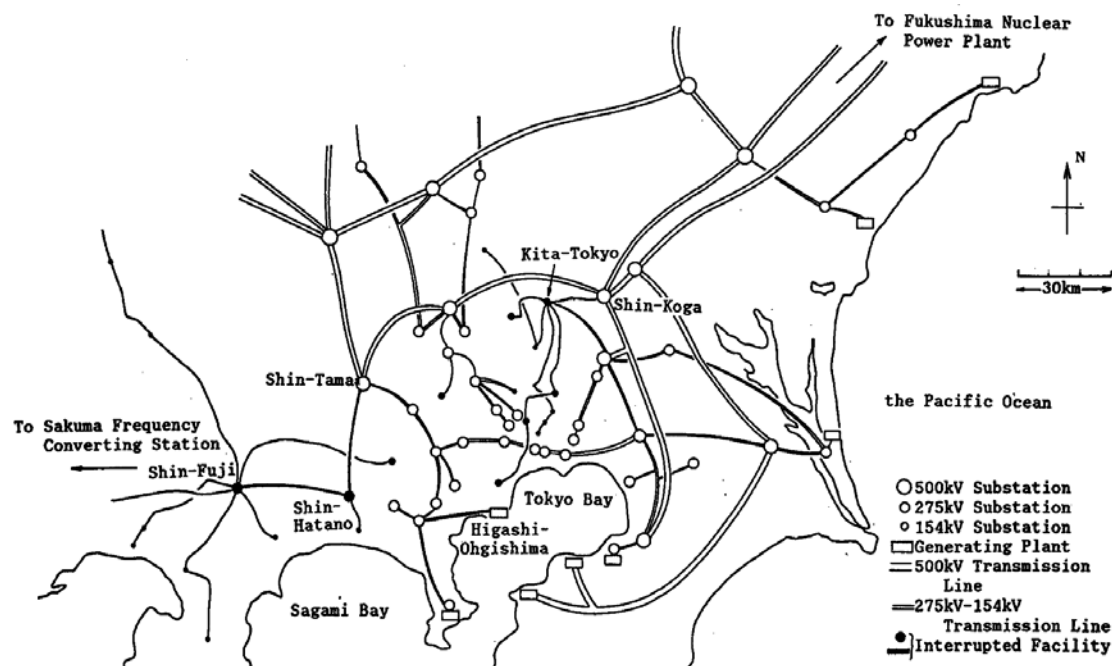 To Fukushima Nuclear
Power Plant
N
30km
Kita-Tokyo
Shin-Koga
Shin-Tama
the Pacific Ocean
To Sakuma Frequency
Converting Station
Shin-Fuji
Shin-
Hatano
Tokyo Bay
Higashi-
Ohgishima
Sagami Bay
500kV Substation
275kV Substation
154kV Substation
Generating Plant
500kV Transmission
Line
275kV-154kV
Transmission Line
Interrupted Facility